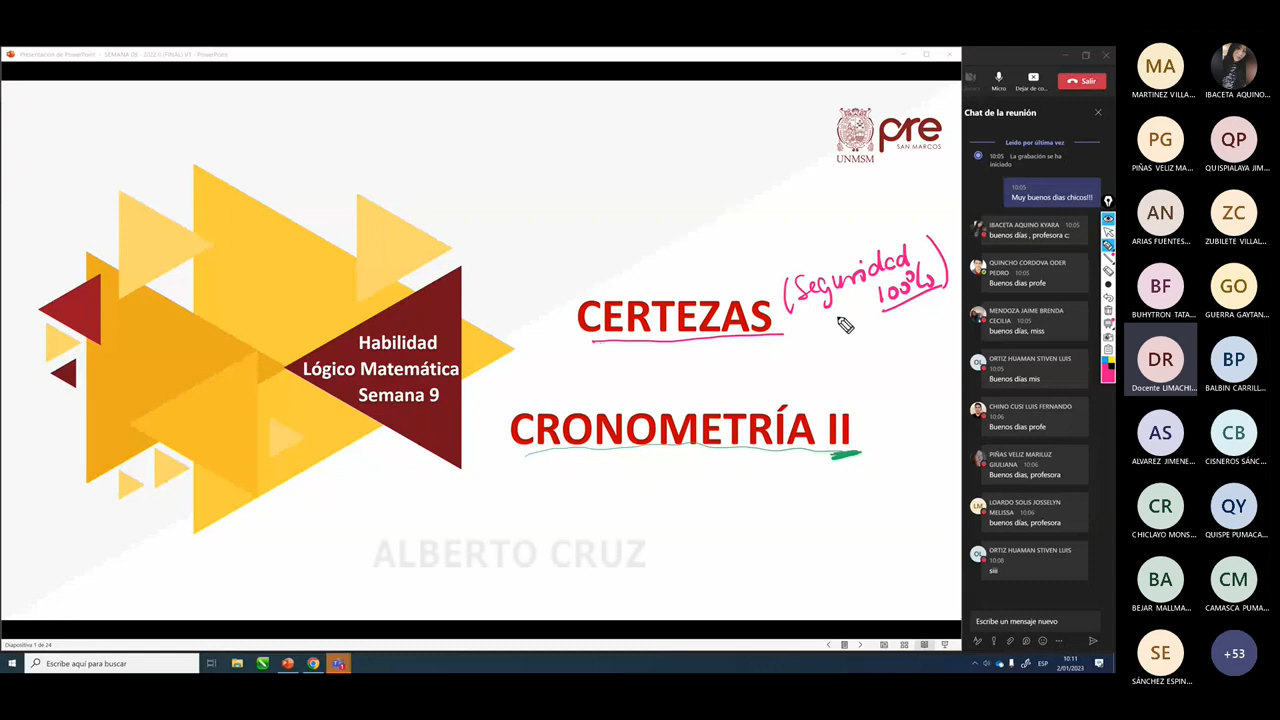 Presentación de PowerPoint - SEMANA 09 - 2022-II (FINAL) V1 - PowerPoint
UNMSM
pre
SAN MARCOS
(Seguridad
100%)
CERTEZAS
Habilidad
Lógico Matemática
Semana 9
CRONOMETRÍA II
ALBERTO CRUZ
Diapositiva 1 de 24
Escribe aquí para buscar
ESP
10:11
2/01/2023
Micro
Dejar de co...
Salir
Chat de la reunión
Leído por última vez
10:05 La grabación se ha
iniciado
10:05
Muy buenos dias chicos!!!
IBACETA AQUINO KYARA 10:05
buenos días , profesora c:
QUINCHO CORDOVA ODER
PEDRO 10:05
Buenos dias profe
MENDOZA JAIME BRENDA
CECILIA 10:05
buenos días, miss
OL
ORTIZ HUAMAN STIVEN LUIS
10:05
Buenos días mis
CHINO CUSI LUIS FERNANDO
10:06
Buenos dias profe
PIÑAS VELIZ MARILUZ
GIULIANA 10:06
Buenos días, profesora
LM
LOARDO SOLIS JOSSELYN
MELISSA 10:06
buenos días, profesora
OL
ORTIZ HUAMAN STIVEN LUIS
10:08
siii
Escribe un mensaje nuevo
MA
MARTINEZ VILLA...
IBACETA AQUINO...
PG
PIÑAS VELIZ MA...
QP
QUISPIALAYA JIM...
AN
ARIAS FUENTES...
ZC
ZUBILETE VILLAL...
BF
BUHYTRON TATA...
GO
GUERRA GAYTAN...
DR
Docente LIMACHI...
BP
BALBIN CARRILL...
AS
ALVAREZ JIMENE...
CB
CISNEROS SÁNC...
CR
CHICLAYO MONS...
QY
QUISPE PUMACA...
BA
BEJAR MALLMA...
CM
CAMASCA PUMA...
SE
SÁNCHEZ ESPIN...
+53